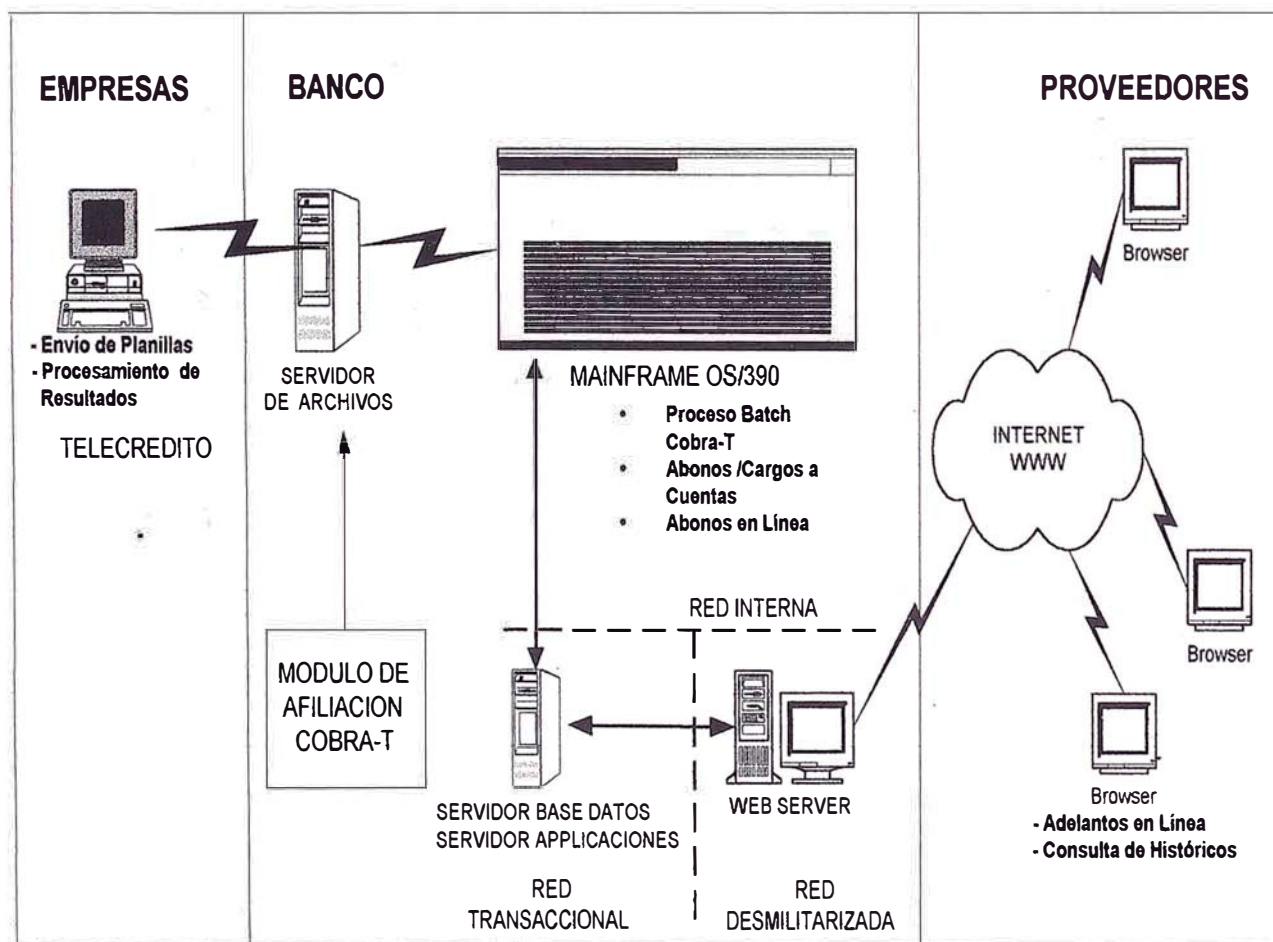 EMPRESAS
BANCO
PROVEEDORES
Browser
- Envío de Planillas
- Procesamiento de
Resultados
TELECREDITO
SERVIDOR
DE ARCHIVOS
MAINFRAME OS/390
• Proceso Batch
Cobra-T
• Abonos /Cargos a
Cuentas
• Abonos en Línea
INTERNET
WWW
RED INTERNA
Browser
MODULO DE
AFILIACION
COBRA-T
SERVIDOR BASE DATOS
SERVIDOR APPLICACIONES
WEB SERVER
Browser
- Adelantos en Línea
- Consulta de Históricos
RED
TRANSACCIONAL
RED
DESMILITARIZADA